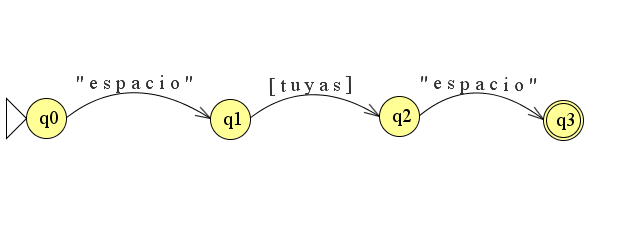 "espacio" [tuyas] "espacio"
q0 q1 q2 q3